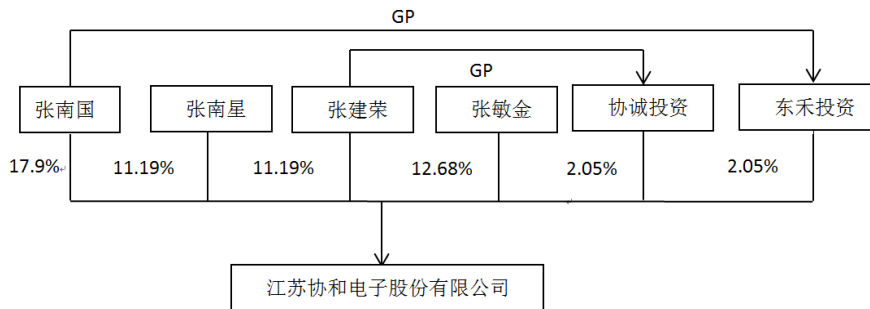 GP
GP
张南国
张南星
张建荣
张敏金
协诚投资
东禾投资
17.9%
11.19%
11.19%
12.68%
2.05%
2.05%
江苏协和电子股份有限公司